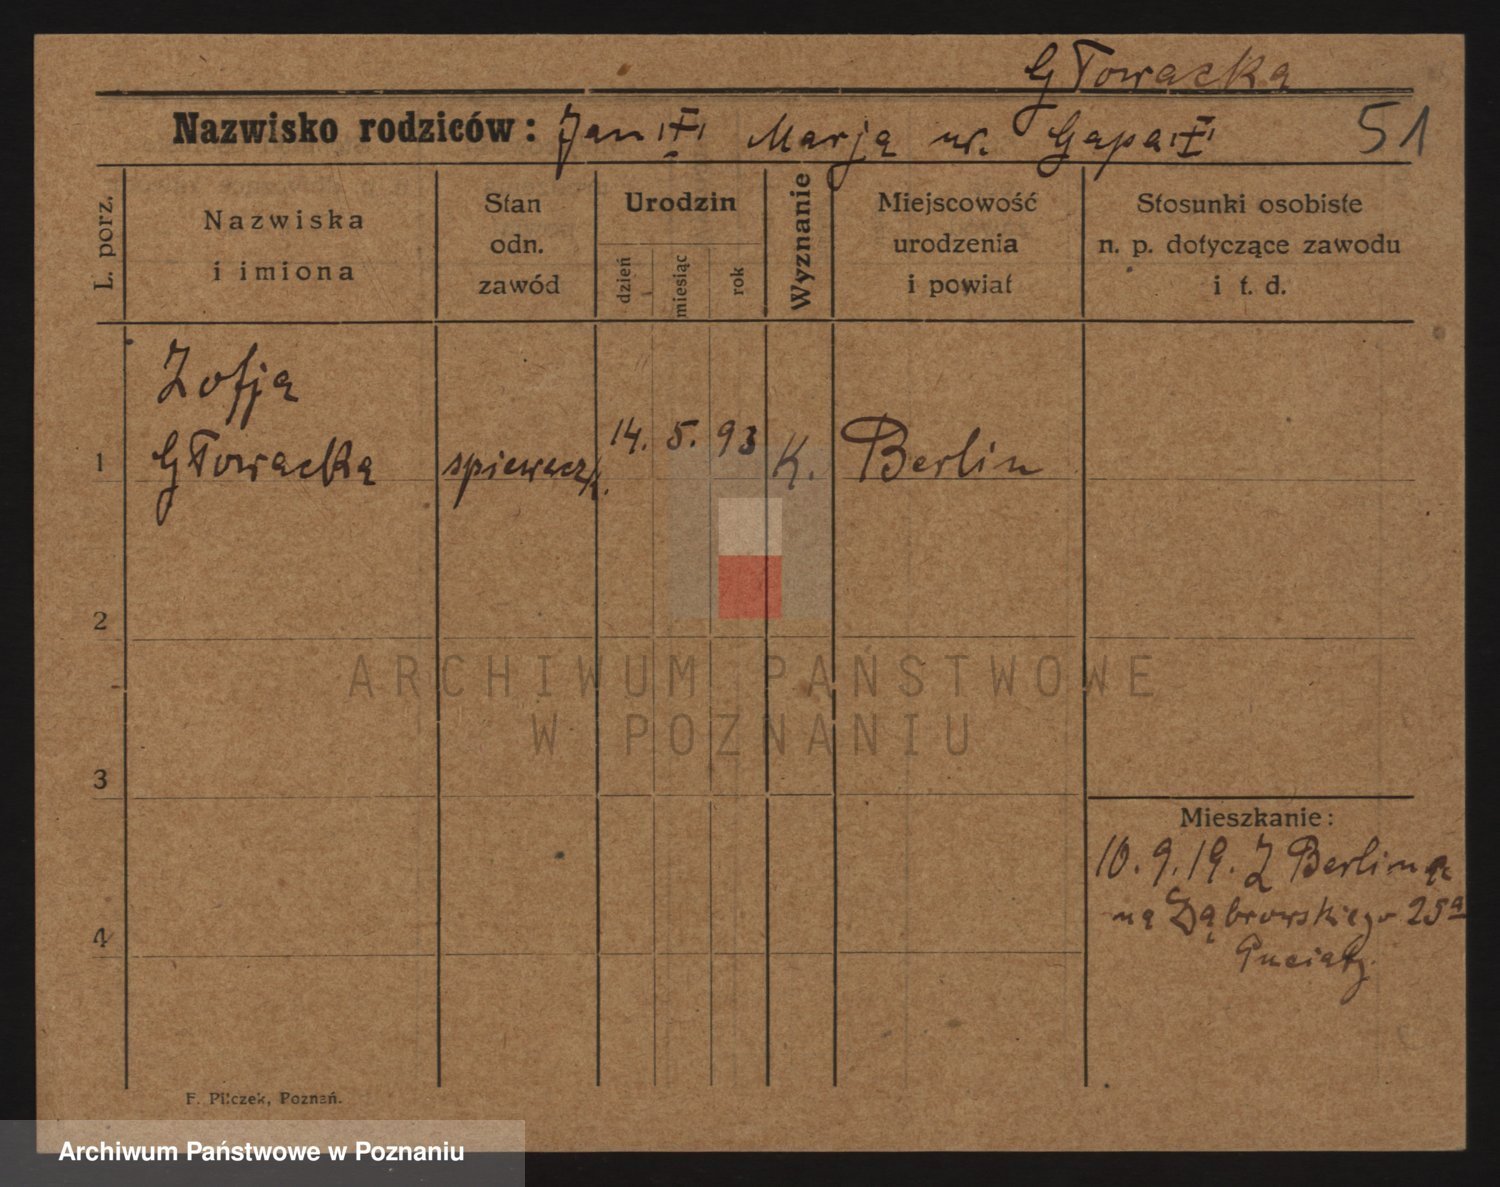 Głowacka
Nazwisko rodziców: Jan Marja ur. Gapa 51
L. porz.
Nazwiska
i imiona
Stan
odn.
zawód
Urodzin
dzień
miesiąc
rok
Wyznanie
Miejscowość
urodzenia
i powiat
Stosunki osobiste
n. p. dotyczące zawodu
i t. d.
Zofja
1 Głowacka spiewaczk. 14. 5. 93 K. Berlin
2
ARCHIWUM PAŃSTWOWE
W POZNANIU
3
Mieszkanie:
10.9.19. Z Berlina
na Dąbrowskiego 25a
4
F. Pilczek, Poznań.
Archiwum Państwowe w Poznaniu